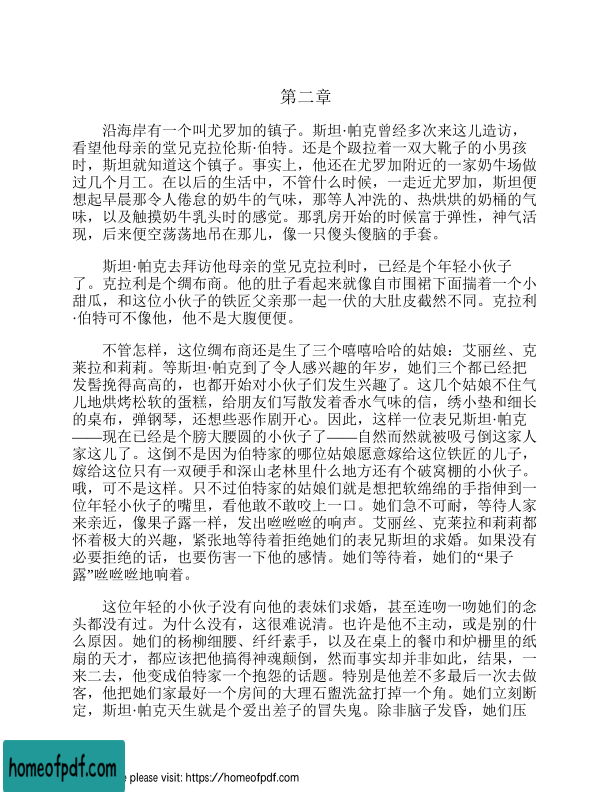 第二章
沿海岸有一个叫尤罗加的镇子。斯坦·帕克曾经多次来这儿造访，
看望他母亲的堂兄克拉伦斯·伯特。还是个趿拉着一双大靴子的小男孩
时，斯坦就知道这个镇子。事实上，他还在尤罗加附近的一家奶牛场做
过几个月工。在以后的生活中，不管什么时候，一走近尤罗加，斯坦便
想起早晨那令人倦怠的奶牛的气味，那等人冲洗的、热烘烘的奶桶的气
味，以及触摸奶牛乳头时的感觉。那乳房开始的时候富于弹性，神气活
现，后来便空荡荡地吊在那儿，像一只傻头傻脑的手套。
斯坦·帕克去拜访他母亲的堂兄克拉利时，已经是个年轻小伙子
了。克拉利是个绸布商。他的肚子看起来就像自市围裙下面揣着一个小
甜瓜，和这位小伙子的铁匠父亲那一起一伏的大肚皮截然不同。克拉利
·伯特可不像他，他不是大腹便便。
不管怎样，这位绸布商还是生了三个嘻嘻哈哈的姑娘：艾丽丝、克
莱拉和莉莉。等斯坦·帕克到了令人感兴趣的年岁，她们三个都已经把
发髻挽得高高的，也都开始对小伙子们发生兴趣了。这几个姑娘不住气
儿地烘烤松软的蛋糕，给朋友们写散发着香水气味的信，绣小垫和细长
的桌布，弹钢琴，还想些恶作剧开心。因此，这样一位表兄斯坦·帕克
——现在已经是个膀大腰圆的小伙子了——自然而然就被吸弓倒这家人
家这儿了。这倒不是因为伯特家的哪位姑娘愿意嫁给这位铁匠的儿子，
嫁给这位只有一双硬手和深山老林里什么地方还有个破窝棚的小伙子。
哦，可不是这样。只不过伯特家的姑娘们就是想把软绵绵的手指伸到一
位年轻小伙子的嘴里，看他敢不敢咬上一口。她们急不可耐，等待人家
来亲近，像果子露一样，发出咝咝咝的响声。艾丽丝、克莱拉和莉莉都
怀着极大的兴趣，紧张地等待着拒绝她们的表兄斯坦的求婚。如果没有
必要拒绝的话，也要伤害一下他的感情。她们等待着，她们的“果子
露”咝咝咝地响着。
这位年轻的小伙子没有向他的表妹们求婚，甚至连吻一吻她们的念
头都没有过。为什么没有，这很难说清。也许是他不主动，或是别的什
么原因。她们的杨柳细腰、纤纤素手，以及在桌上的餐巾和炉栅里的纸
扇的天才，都应该把他搞得神魂颠倒，然而事实却并非如此，结果，一
来二去，他变成伯特家一个抱怨的话题。特别是他差不多最后一次去做
客，他把她们家最好一个房间的大理石盥洗盆打掉一个角。她们立刻断
定，斯坦·帕克天生就是个爱出差子的冒失鬼。除非脑子发昏，她们压
homeofpdf.com
e please visit: https://homeofpdf.com